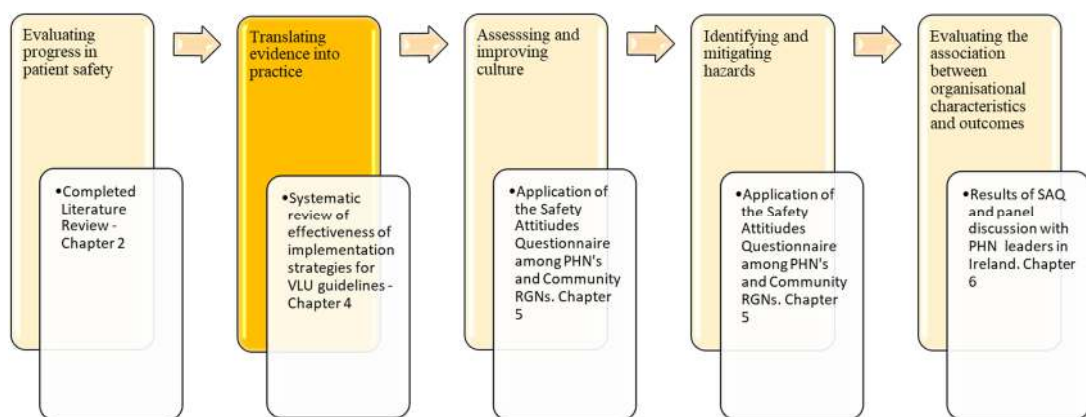 Evaluating
progress in
patient safety
•Completed
Literature
Review -
Chapter 2
Translating
evidence into
practice
•Systematic
review of
effectiveness of
implementation
strategies for
VLU guidelines -
Chapter 4
Assesssing and
improving
culture
•Application of
the Safety
Attitiudes
Questionnaire
among PHN's
and Community
RGNs. Chapter
5
Identifying and
mitigating
hazards
•Application of
the Safety
Attitiudes
Questionnaire
among PHN's
and Community
RGNs. Chapter
5
Evaluating the
association
between
organisational
characteristics
and outcomes
•Results of SAQ
and panel
discussion with
PHN leaders in
Ireland. Chapter
6